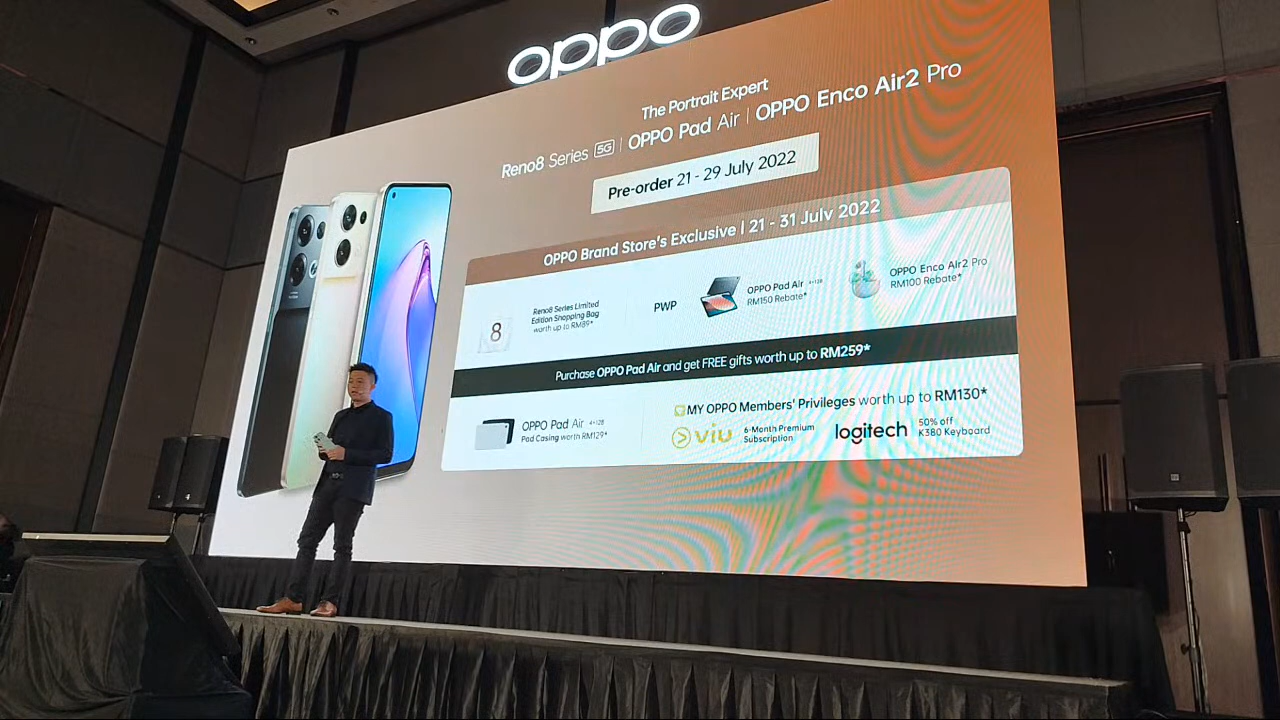 oppo
The Portrait Expert
Reno8 Series 5G | OPPO Pad Air | OPPO Enco Air2 Pro
Pre-order 21 - 29 July 2022
OPPO Brand Store's Exclusive | 21 - 31 July 2022
8
Reno8 Series Limited
Edition Shopping Bag
worth up to RM89*
PWP
OPPO Pad Air 4+128
RM150 Rebate*
OPPO Enco Air2 Pro
RM100 Rebate*
Purchase OPPO Pad Air and get FREE gifts worth up to RM259*
OPPO Pad Air 4+128
Pad Casing worth RM129*
MY OPPO Members' Privileges worth up to RM130*
viu
6-Month Premium
Subscription
logitech
50% off
K380 Keyboard